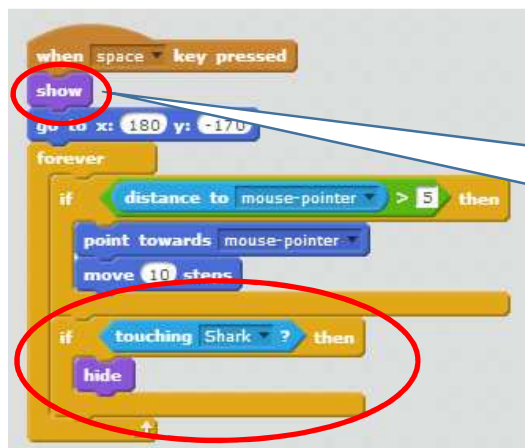 when space key pressed
show
go to x: 180 y: -170
forever
if distance to mouse-pointer > 5 then
point towards mouse-pointer
move 10 steps
if touching Shark ? then
hide